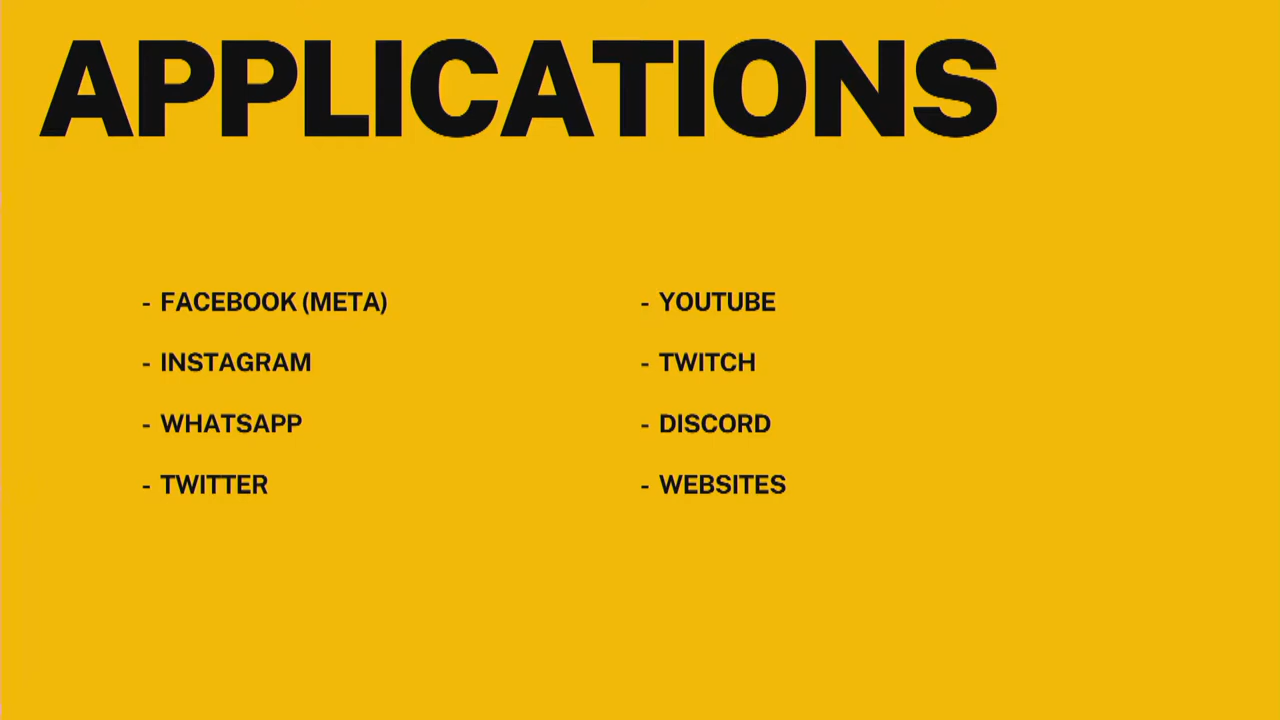 APPLICATIONS
- FACEBOOK (META)
- INSTAGRAM
- WHATSAPP
- TWITTER
- YOUTUBE
- TWITCH
- DISCORD
- WEBSITES